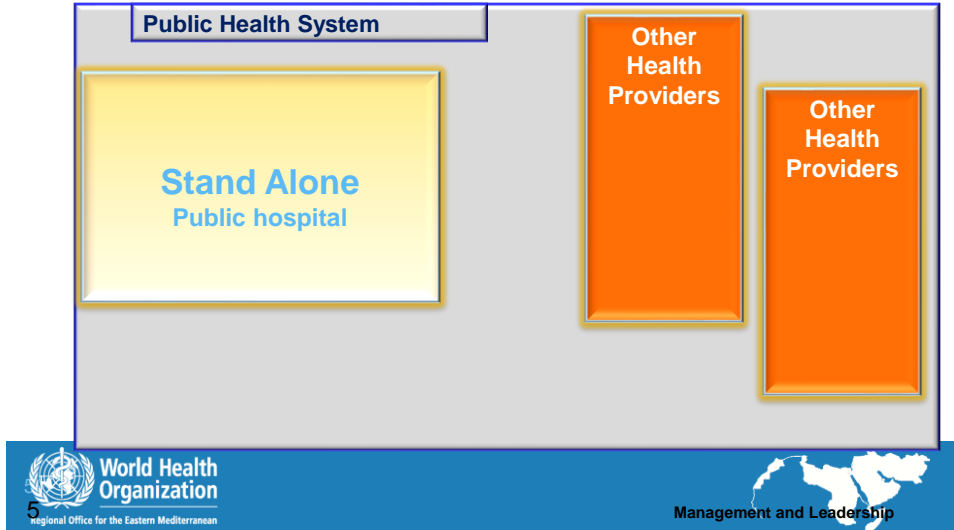 Public Health System
Other
Health
Providers
Other
Health
Providers
Stand Alone
Public hospital
World Health
Organization
Regional Office for the Eastern Mediterranean
5
Management and Leadership